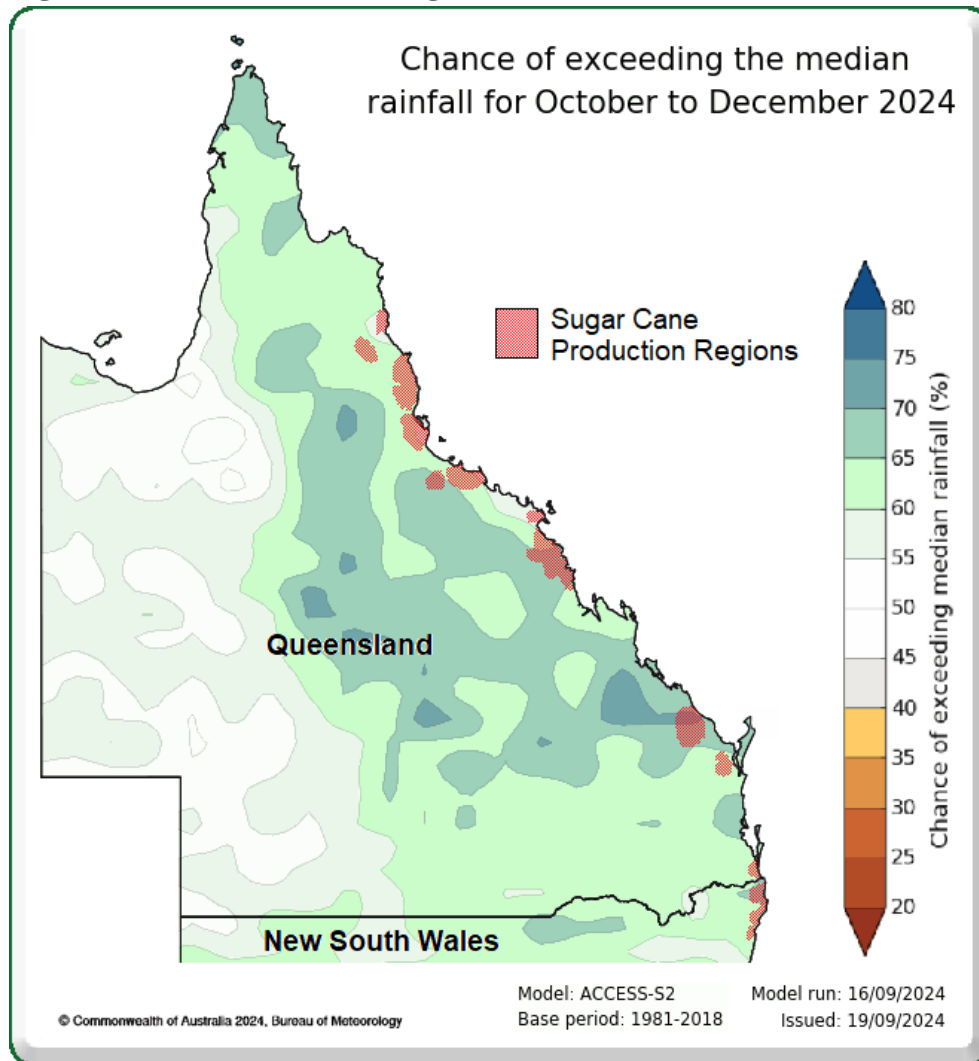 Chance of exceeding the median
rainfall for October to December 2024
Sugar Cane
Production Regions
80
75
70
65
60
55
50
45
40
35
30
25
20
Chance of exceeding median rainfall (%)
Queensland
New South Wales
Model: ACCESS-S2
Base period: 1981-2018
Model run: 16/09/2024
Issued: 19/09/2024
© Commonwealth of Australia 2024, Bureau of Meteorology